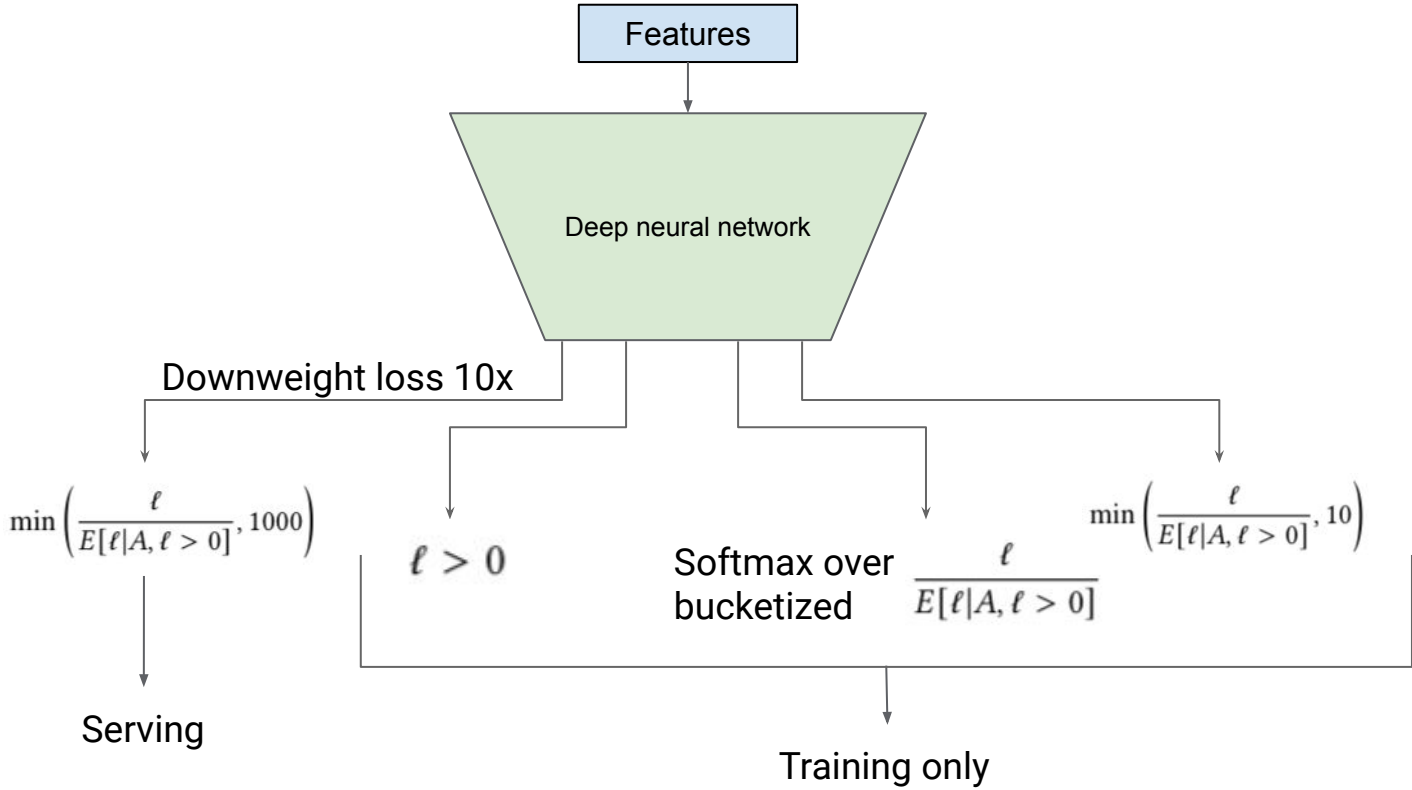 Features
Deep neural network
Downweight loss 10x
min ( ℓ / E[ℓ|A, ℓ > 0] , 1000 )
ℓ > 0
Softmax over
bucketized
ℓ / E[ℓ|A, ℓ > 0]
min ( ℓ / E[ℓ|A, ℓ > 0] , 10 )
Serving
Training only